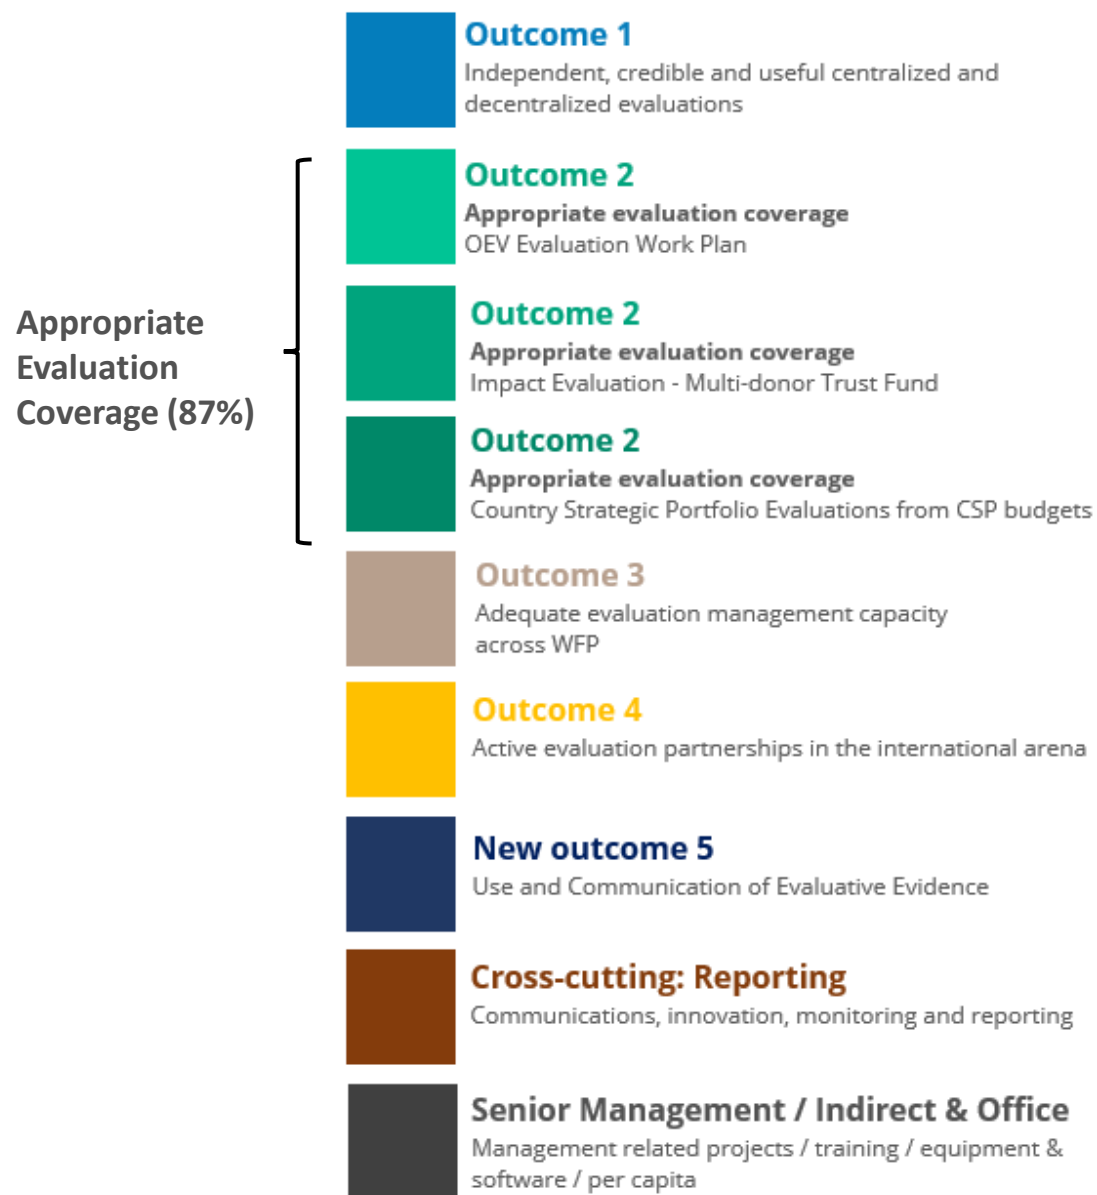 Outcome 1
Independent, credible and useful centralized and
decentralized evaluations
Outcome 2
Appropriate evaluation coverage
OEV Evaluation Work Plan
Appropriate
Evaluation
Coverage (87%)
Outcome 2
Appropriate evaluation coverage
Impact Evaluation - Multi-donor Trust Fund
Outcome 2
Appropriate evaluation coverage
Country Strategic Portfolio Evaluations from CSP budgets
Outcome 3
Adequate evaluation management capacity
across WFP
Outcome 4
Active evaluation partnerships in the international arena
New outcome 5
Use and Communication of Evaluative Evidence
Cross-cutting: Reporting
Communications, innovation, monitoring and reporting
Senior Management / Indirect & Office
Management related projects / training / equipment &
software / per capita